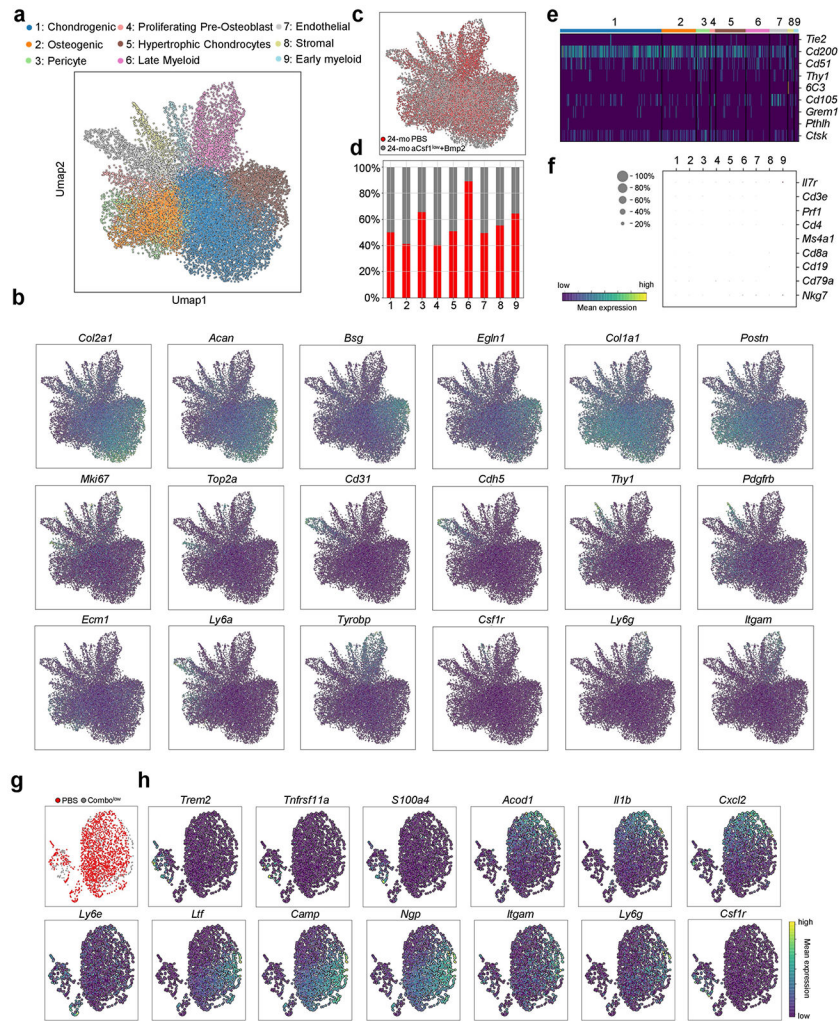 a
1: Chondrogenic
4: Proliferating Pre-Osteoblast
7: Endothelial
2: Osteogenic
5: Hypertrophic Chondrocytes
8: Stromal
3: Pericyte
6: Late Myeloid
9: Early myeloid
Umap2
Umap1
c
24-mo PBS
24-mo aCsf1low+Bmp2
d
100%
80%
60%
40%
20%
0%
1 2 3 4 5 6 7 8 9
e
1 2 3 4 5 6 7 8 9
Tie2
Cd200
Cd51
Thy1
6C3
Cd105
Grem1
Pthlh
Ctsk
f
1 2 3 4 5 6 7 8 9
100%
80%
60%
40%
20%
low high
Mean expression
Il7r
Cd3e
Prf1
Cd4
Ms4a1
Cd8a
Cd19
Cd79a
Nkg7
b
Col2a1 Acan Bsg Egln1 Col1a1 Postn
Mki67 Top2a Cd31 Cdh5 Thy1 Pdgfrb
Ecm1 Ly6a Tyrobp Csf1r Ly6g Itgam
g
PBS Combolow
h
Trem2 Tnfrsf11a S100a4 Acod1 Il1b Cxcl2
Ly6e Ltf Camp Ngp Itgam Ly6g Csf1r
high
Mean expression
low